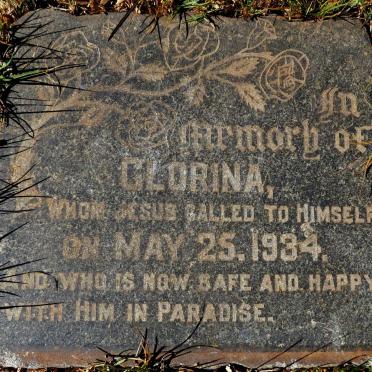 In
Memory of
GLORINA,
WHOM JESUS CALLED TO HIMSELF
ON MAY 25. 1934.
AND WHO IS NOW SAFE AND HAPPY
WITH HIM IN PARADISE.